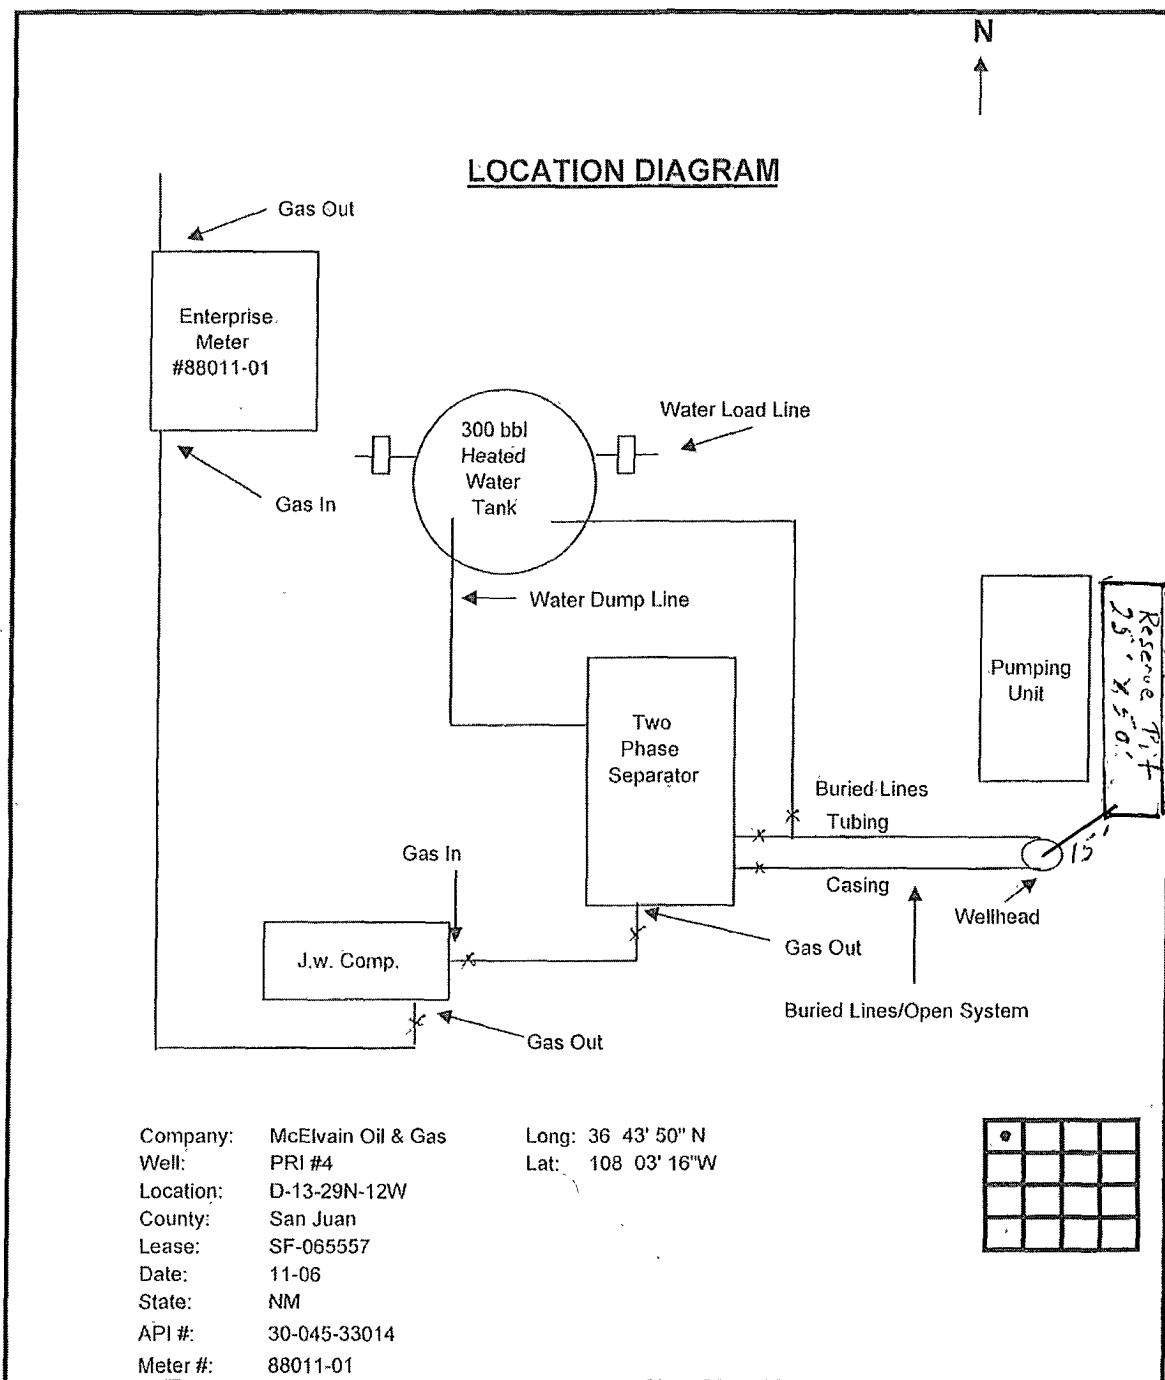 N
LOCATION DIAGRAM
Gas Out
Enterprise
Meter
#88011-01
Gas In
300 bbl
Heated
Water
Tank
Water Load Line
Water Dump Line
Two
Phase
Separator
Pumping
Unit
Reserve Pit
25' x 50'
Buried Lines
Tubing
15'
Casing
Wellhead
Gas In
J.w. Comp.
Gas Out
Gas Out
Buried Lines/Open System
Company: McElvain Oil & Gas Long: 36 43' 50" N
Well: PRI #4 Lat: 108 03' 16"W
Location: D-13-29N-12W
County: San Juan
Lease: SF-065557
Date: 11-06
State: NM
API #: 30-045-33014
Meter #: 88011-01